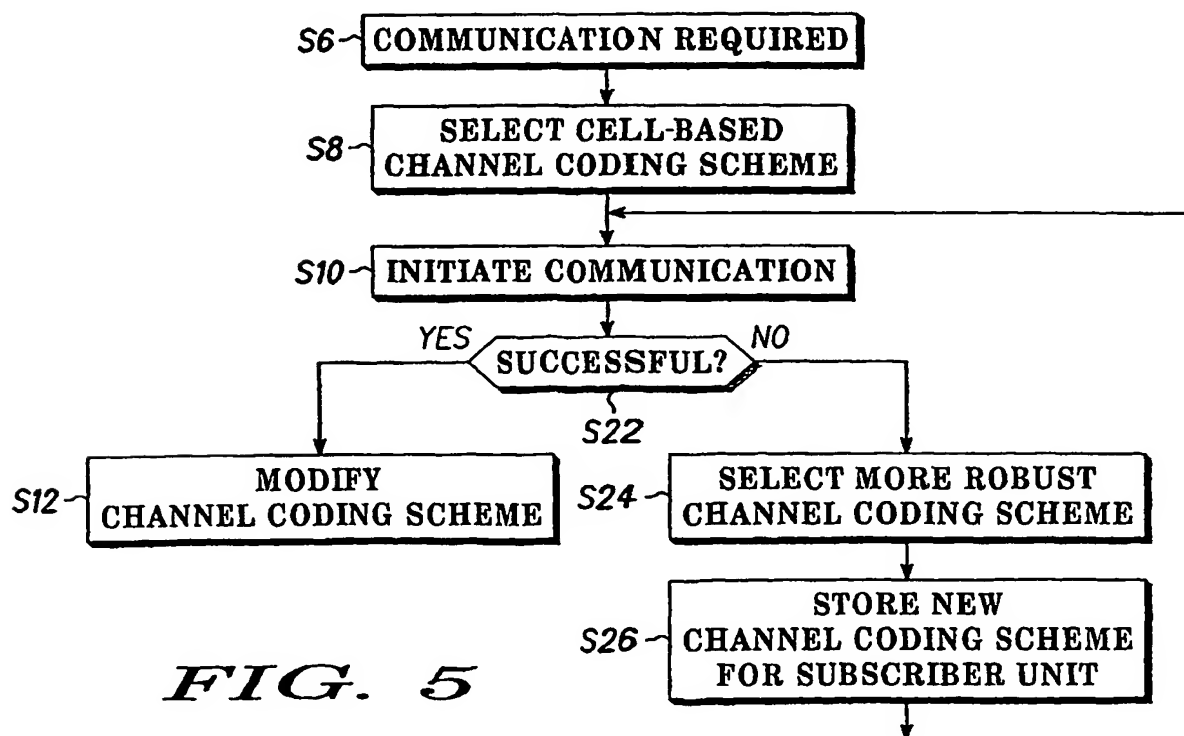 S6
COMMUNICATION REQUIRED
S8
SELECT CELL-BASED
CHANNEL CODING SCHEME
S10
INITIATE COMMUNICATION
YES
SUCCESSFUL?
NO
S22
S12
MODIFY
CHANNEL CODING SCHEME
S24
SELECT MORE ROBUST
CHANNEL CODING SCHEME
S26
STORE NEW
CHANNEL CODING SCHEME
FOR SUBSCRIBER UNIT
FIG. 5